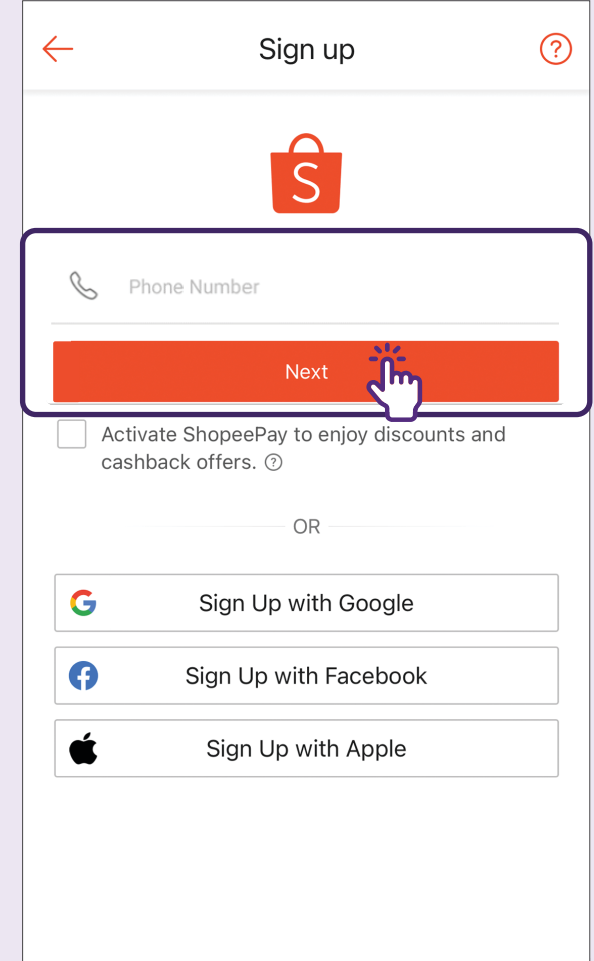 Sign up
?
S
Phone Number
Next
Activate ShopeePay to enjoy discounts and
cashback offers. ?
OR
G
Sign Up with Google
f
Sign Up with Facebook
Sign Up with Apple